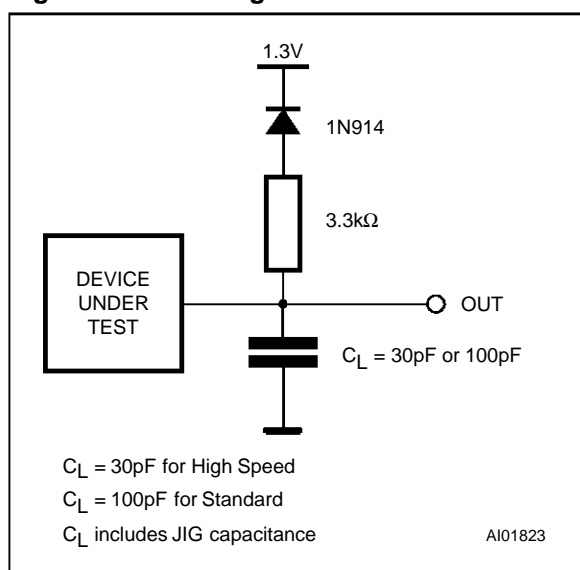 1.3V
1N914
3.3kΩ
DEVICE
UNDER
TEST
OUT
CL = 30pF or 100pF
CL = 30pF for High Speed
CL = 100pF for Standard
CL includes JIG capacitance
AI01823